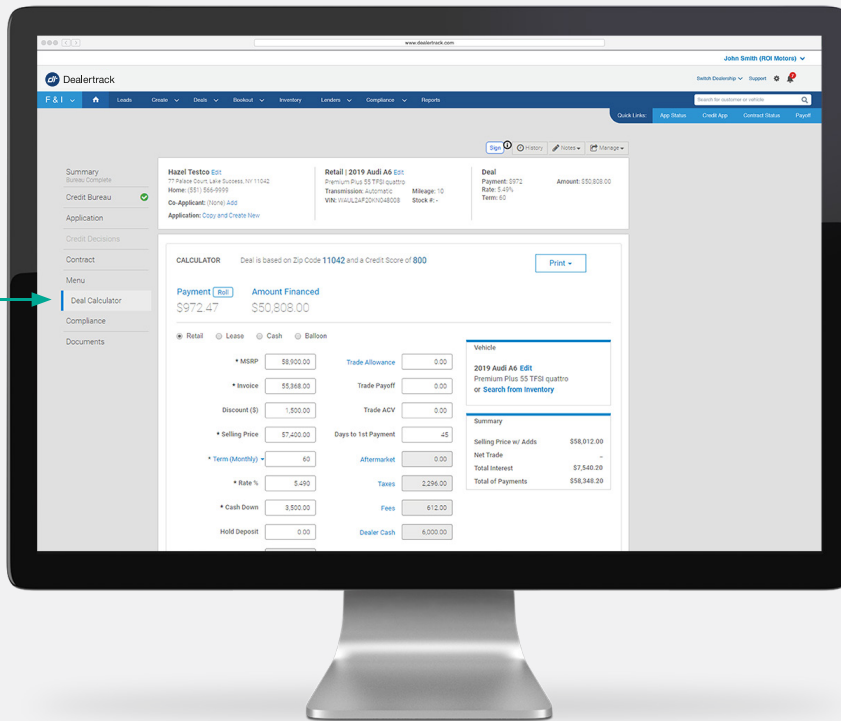 www.dealertrack.com
John Smith (ROI Motors)
dt Dealertrack
Switch Dealership Support
F & I Leads Create Deals Bookout Inventory Lenders Compliance Reports Search for customer or vehicle
Quick Links: App Status Credit App Contract Status Payoff
Sign History Notes Manage
Summary
Bureau Complete
Credit Bureau
Application
Credit Decisions
Contract
Menu
Deal Calculator
Compliance
Documents
Hazel Testco Edit
77 Palace Court, Lake Success, NY 11042
Home: (551) 566-9999
Co-Applicant: (None) Add
Application: Copy and Create New
Retail | 2019 Audi A6 Edit
Premium Plus 55 TFSI quattro
Transmission: Automatic Mileage: 10
VIN: WAUL2AF20KN048008 Stock #: -
Deal
Payment: $972 Amount: $50,808.00
Rate: 5.49%
Term: 60
CALCULATOR Deal is based on Zip Code 11042 and a Credit Score of 800
Print
Payment Roll Amount Financed
$972.47 $50,808.00
Retail Lease Cash Balloon
* MSRP 58,900.00 Trade Allowance 0.00
* Invoice 55,368.00 Trade Payoff 0.00
Discount ($) 1,500.00 Trade ACV 0.00
* Selling Price 57,400.00 Days to 1st Payment 45
* Term (Monthly) 60 Aftermarket 0.00
* Rate % 5.490 Taxes 2,296.00
* Cash Down 3,500.00 Fees 612.00
Hold Deposit 0.00 Dealer Cash 6,000.00
Vehicle
2019 Audi A6 Edit
Premium Plus 55 TFSI quattro
or Search from Inventory
Summary
Selling Price w/ Adds $58,012.00
Net Trade -
Total Interest $7,540.20
Total of Payments $58,348.20